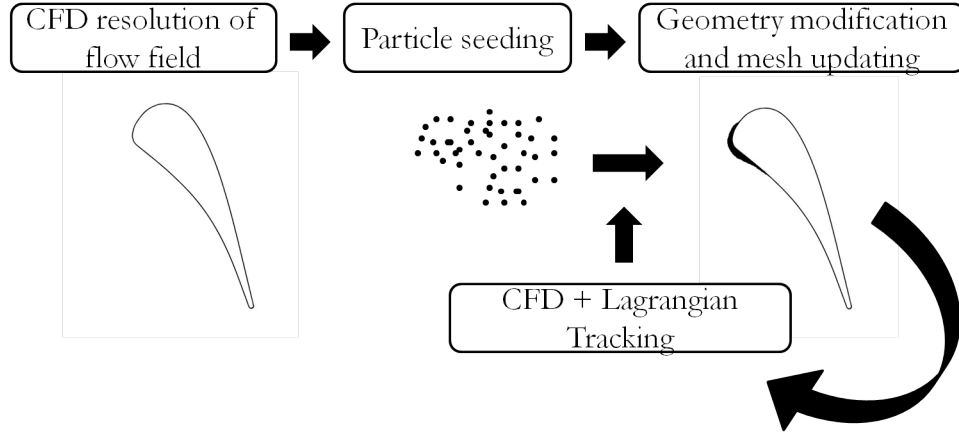 CFD resolution of
flow field
Particle seeding
Geometry modification
and mesh updating
CFD + Lagrangian
Tracking